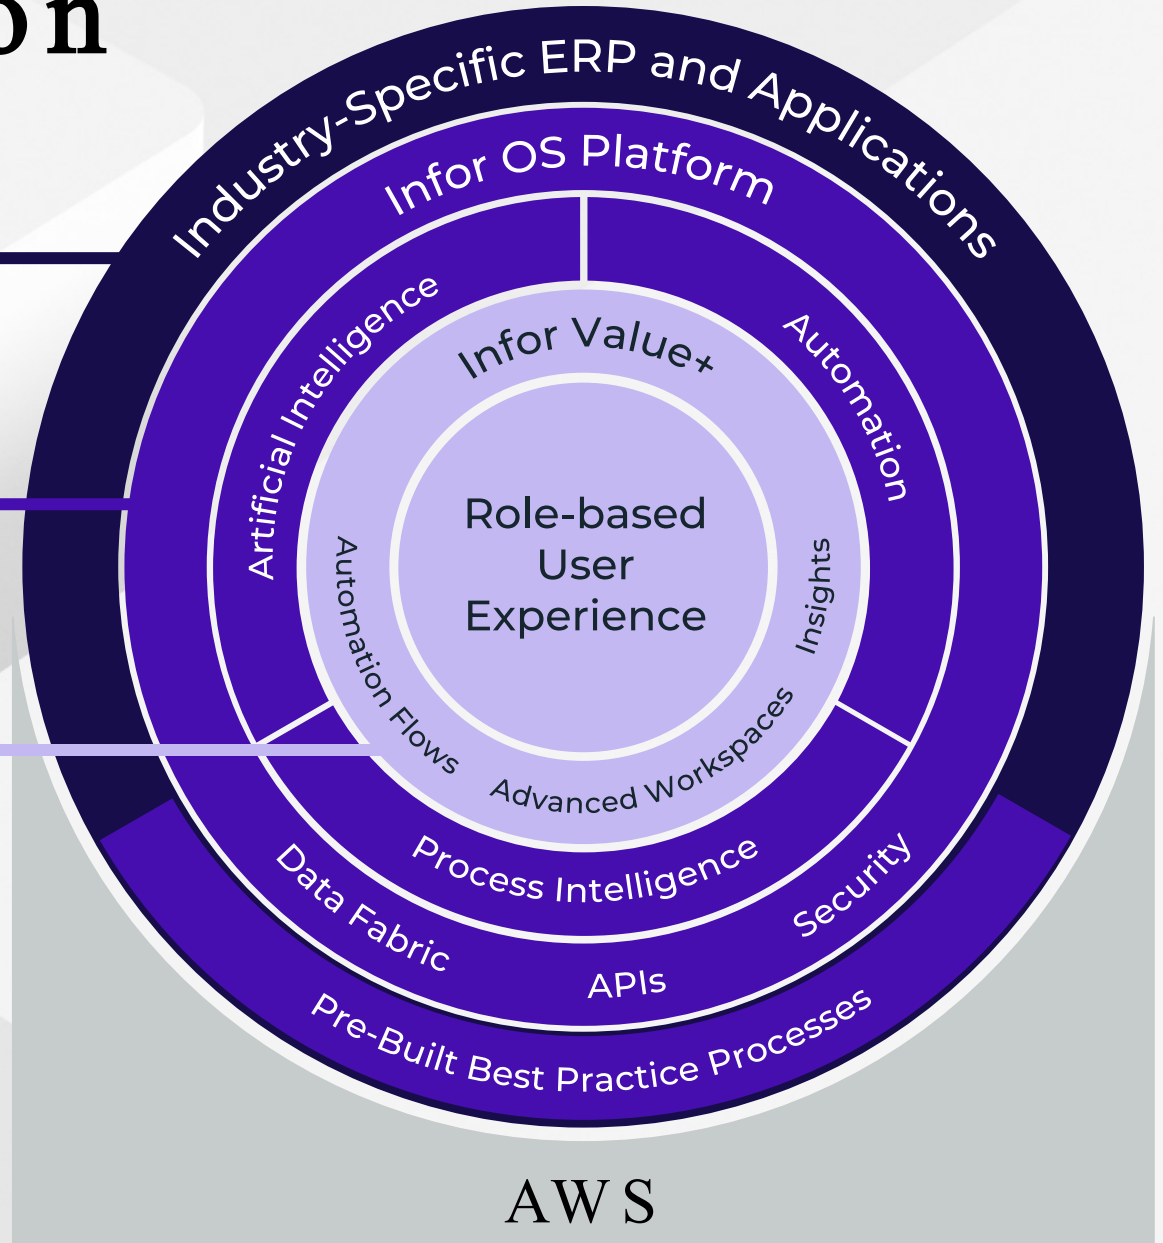 on
Industry-Specific ERP and Applications
Infor OS Platform
Artificial Intelligence
Automation
Infor Value+
Role-based
User
Experience
Automation Flows
Advanced Workspaces
Insights
Process Intelligence
Data Fabric
APIs
Security
Pre-Built Best Practice Processes
AWS